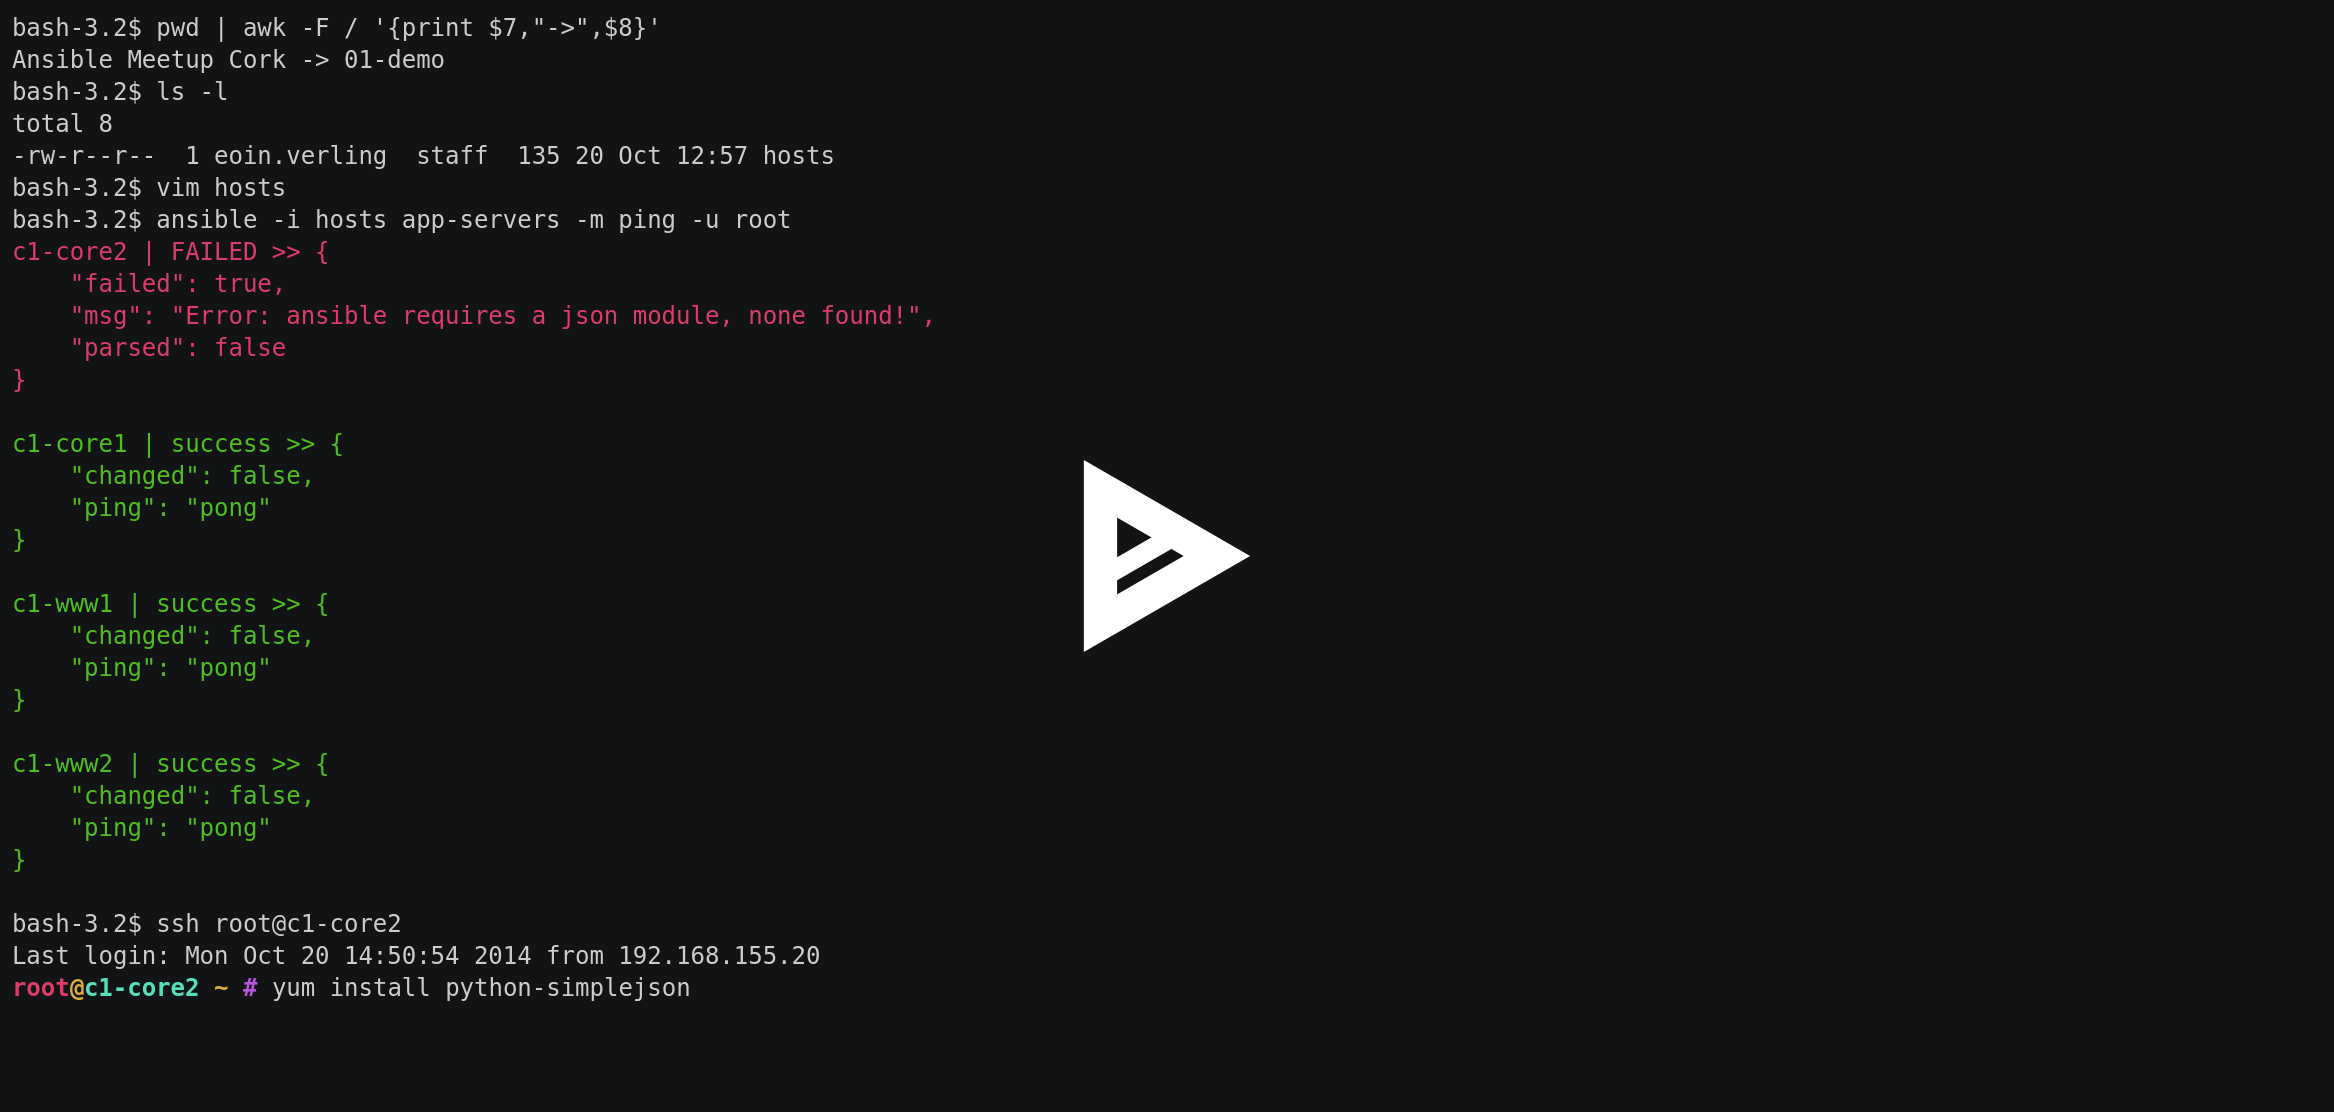 bash-3.2$ pwd | awk -F / '{print $7,"->",$8}'
Ansible Meetup Cork -> 01-demo
bash-3.2$ ls -l
total 8
-rw-r--r--  1 eoin.verling  staff  135 20 Oct 12:57 hosts
bash-3.2$ vim hosts
bash-3.2$ ansible -i hosts app-servers -m ping -u root
c1-core2 | FAILED >> {
    "failed": true,
    "msg": "Error: ansible requires a json module, none found!",
    "parsed": false
}

c1-core1 | success >> {
    "changed": false,
    "ping": "pong"
}

c1-www1 | success >> {
    "changed": false,
    "ping": "pong"
}

c1-www2 | success >> {
    "changed": false,
    "ping": "pong"
}

bash-3.2$ ssh root@c1-core2
Last login: Mon Oct 20 14:50:54 2014 from 192.168.155.20
root@c1-core2 ~ # yum install python-simplejson